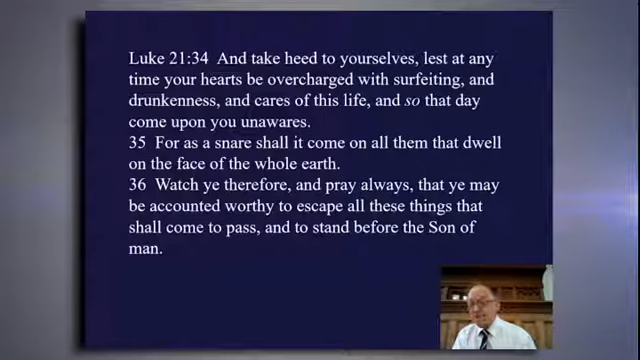 Luke 21:34 And take heed to yourselves, lest at any
time your hearts be overcharged with surfeiting, and
drunkenness, and cares of this life, and so that day
come upon you unawares.
35 For as a snare shall it come on all them that dwell
on the face of the whole earth.
36 Watch ye therefore, and pray always, that ye may
be accounted worthy to escape all these things that
shall come to pass, and to stand before the Son of
man.